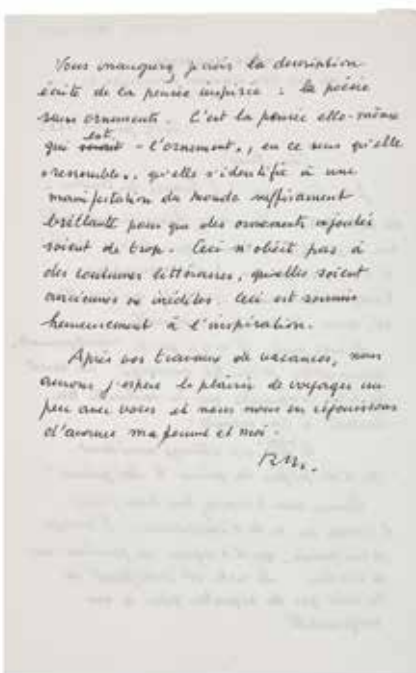 Vous manquez jamais la description
écrite de la pensée inspirée : la poésie
sans ornements. C'est la pensée elle-même
qui est "l'ornement", en ce sens qu'elle
ressemble, qu'elle s'identifie à une
manifestation du monde suffisamment
brillante pour que des ornements ajoutés
soient de trop. Ceci n'obéit pas à
des coutumes littéraires, qu'elles soient
anciennes ou inédites. Ceci est soumis
heureusement à l'inspiration.
Après vos travaux de vacances, nous
aurons j'espère le plaisir de voyager un
peu avec vous et nous nous en réjouissons
d'avance ma femme et moi.
R M.